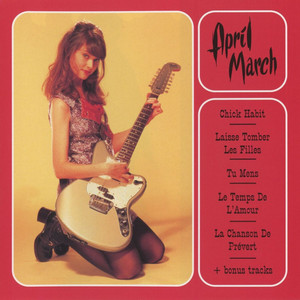 April
March
Chick Habit
Laisse Tomber
Les Filles
Tu Mens
Le Temps De
L'Amour
La Chanson De
Prévert
+ bonus tracks